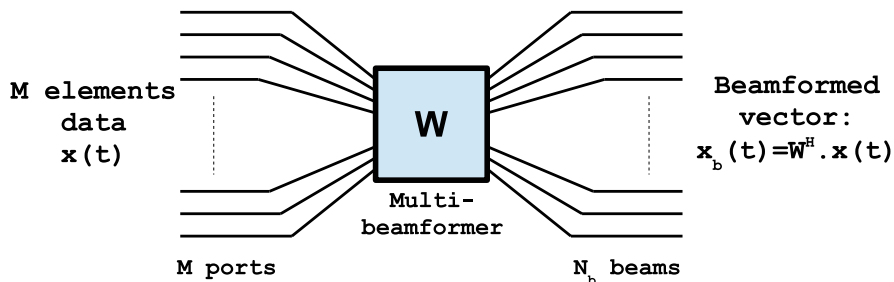 M elements
data
x(t)
W
Multi-
beamformer
Beamformed
vector:
x_b(t)=W^H.x(t)
M ports
N_b beams